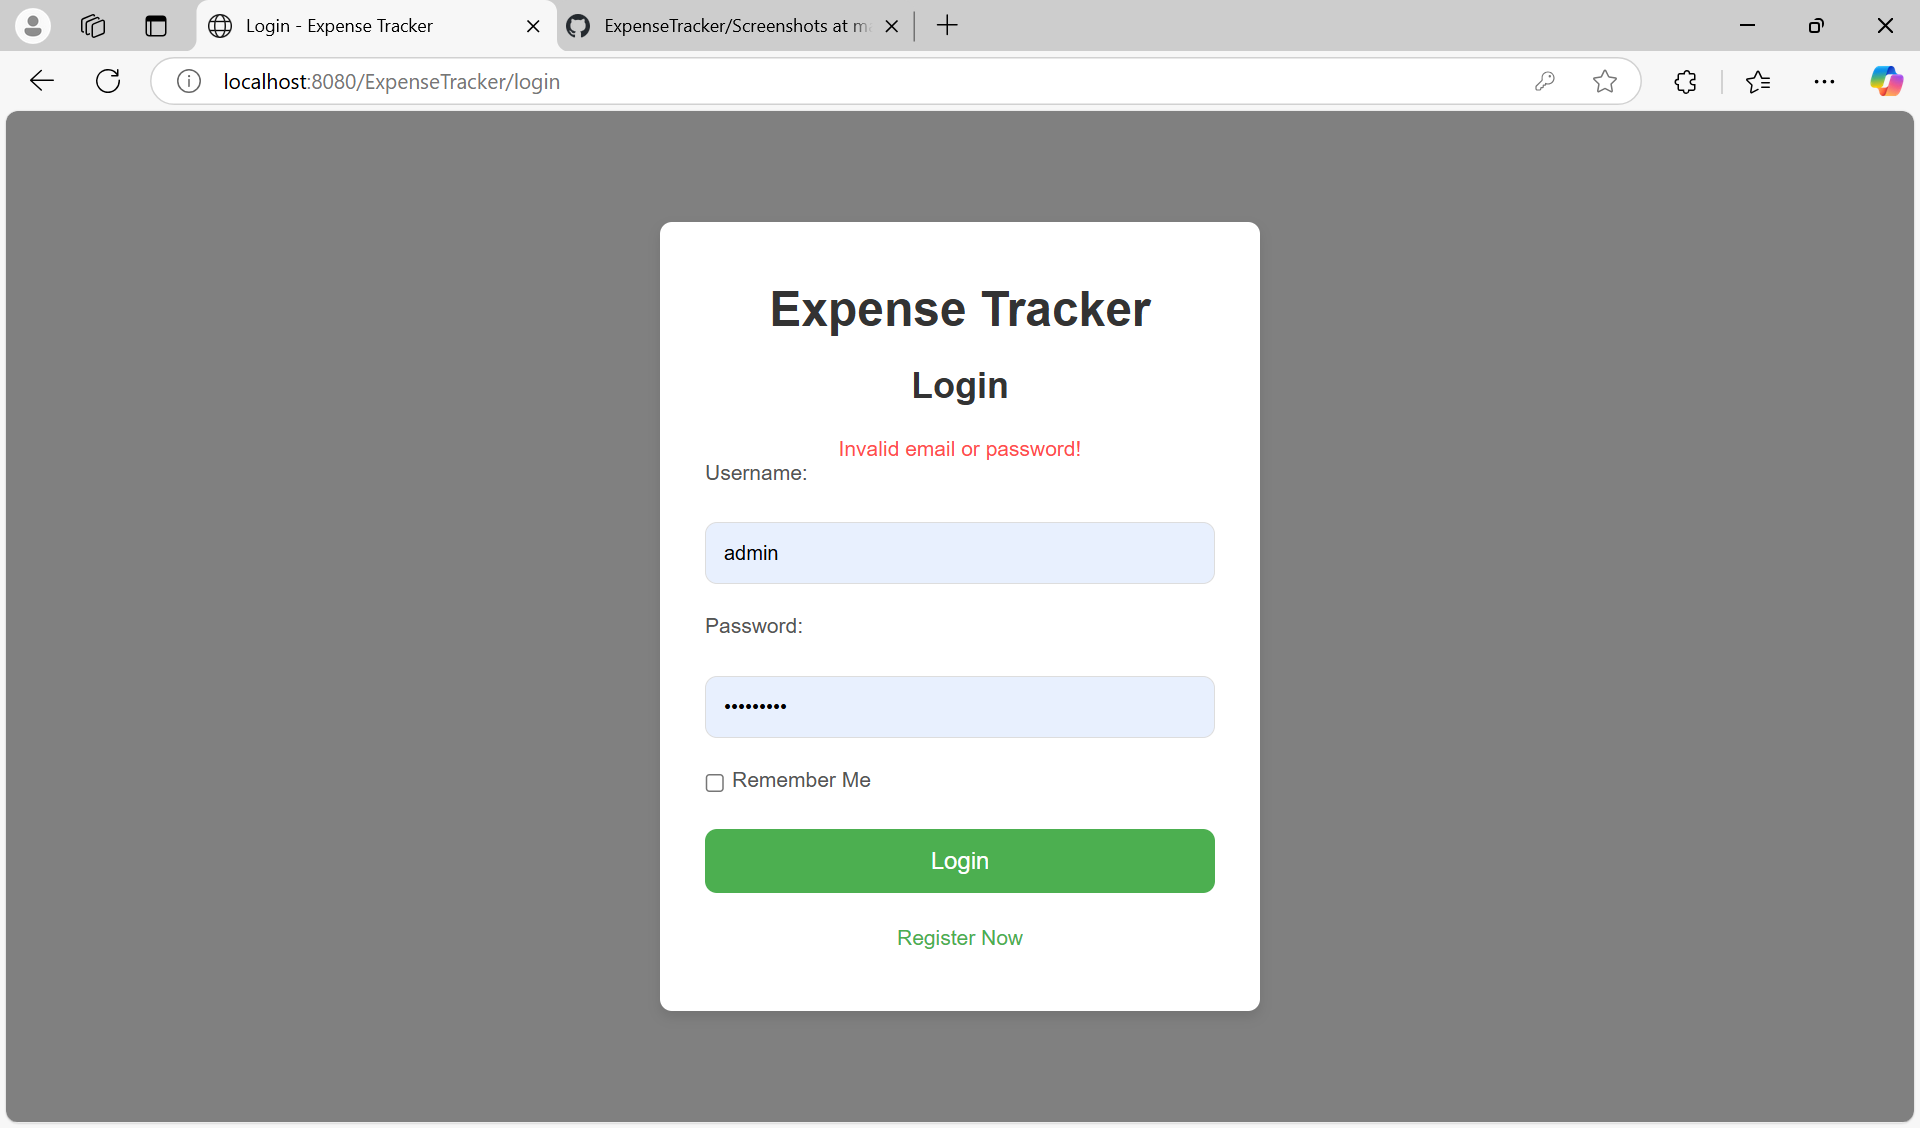 Login - Expense Tracker
ExpenseTracker/Screenshots at
localhost:8080/ExpenseTracker/login
Expense Tracker
Login
Invalid email or password!
Username:
admin
Password:
•••••••••
Remember Me
Login
Register Now